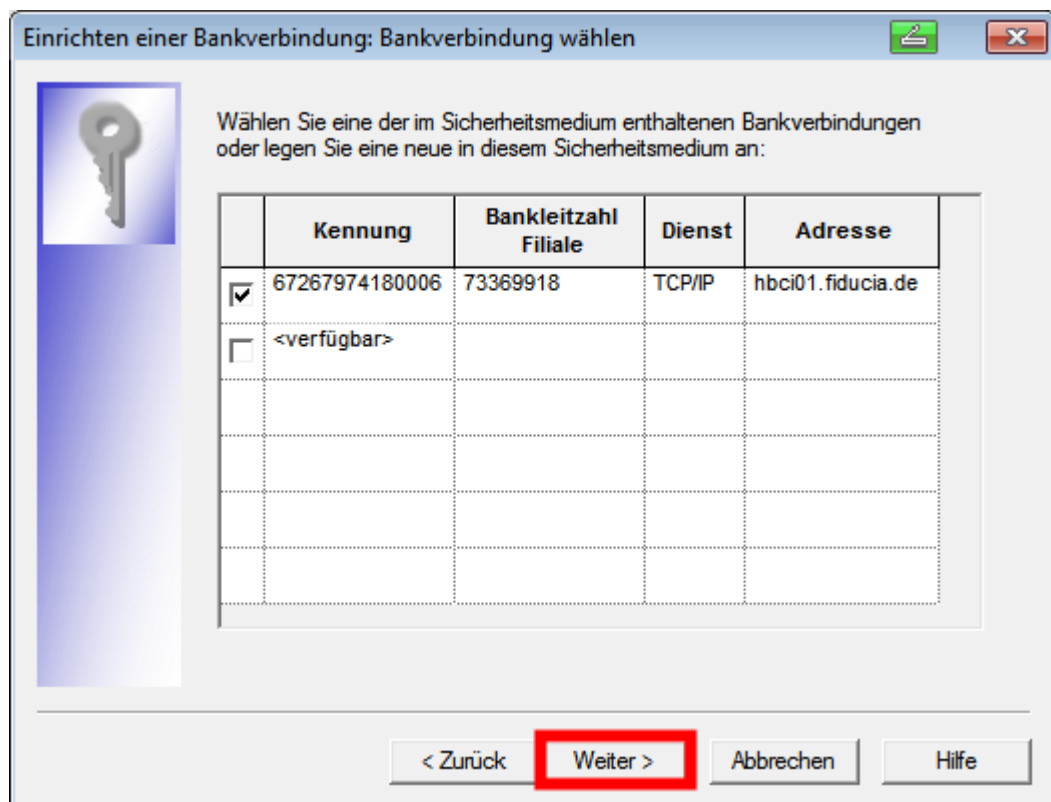 Einrichten einer Bankverbindung: Bankverbindung wählen
Wählen Sie eine der im Sicherheitsmedium enthaltenen Bankverbindungen
oder legen Sie eine neue in diesem Sicherheitsmedium an:
Kennung Bankleitzahl Filiale Dienst Adresse
67267974180006 73369918 TCP/IP hbci01.fiducia.de
<verfügbar>
< Zurück Weiter > Abbrechen Hilfe